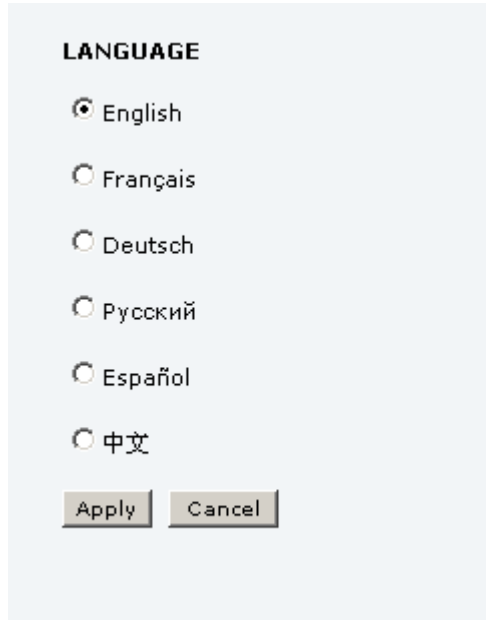 LANGUAGE
English
Français
Deutsch
Русский
Español
中文
Apply Cancel